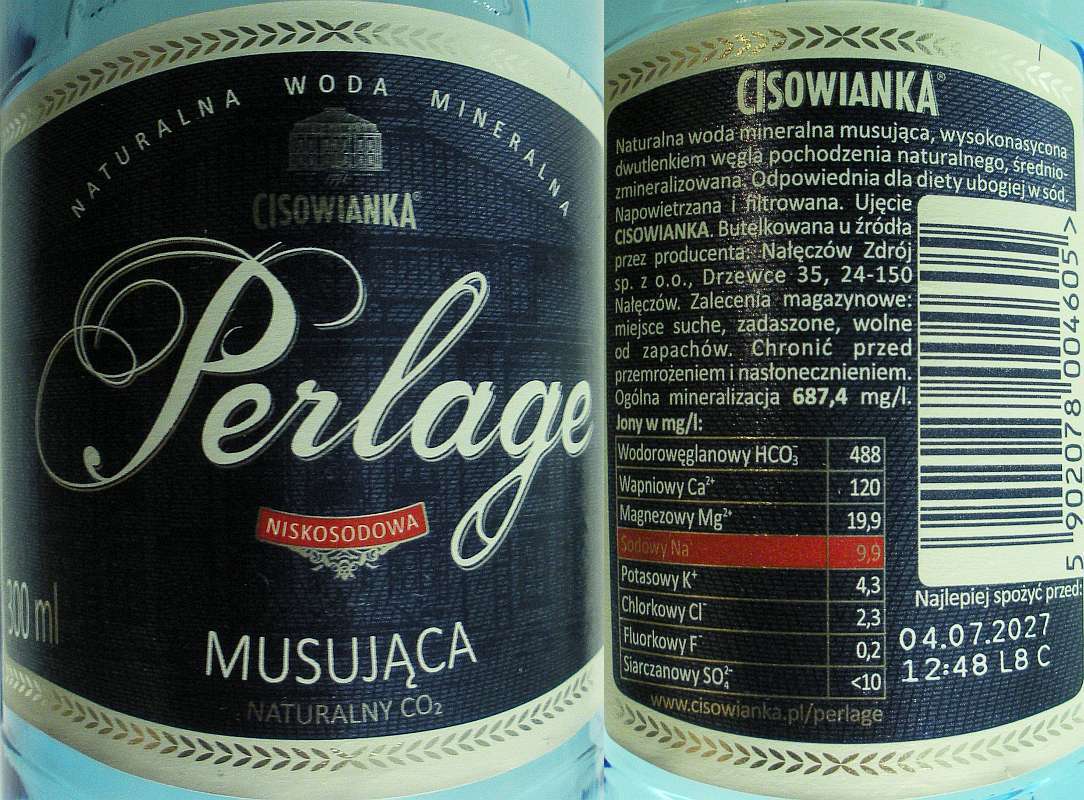 NATURALNA WODA MINERALNA
CISOWIANKA®
Perlage
NISKOSODOWA
300 ml
MUSUJĄCA
NATURALNY CO₂
CISOWIANKA®
Naturalna woda mineralna musująca, wysokonasycona
dwutlenkiem węgla pochodzenia naturalnego, średnio-
zmineralizowana. Odpowiednia dla diety ubogiej w sód.
Napowietrzana i filtrowana. Ujęcie
CISOWIANKA. Butelkowana u źródła
przez producenta: Nałęczów Zdrój
sp. z o.o., Drzewce 35, 24-150
Nałęczów. Zalecenia magazynowe:
miejsce suche, zadaszone, wolne
od zapachów. Chronić przed
przemrożeniem i nasłonecznieniem.
Ogólna mineralizacja 687,4 mg/l.
Jony w mg/l:
Wodorowęglanowy HCO₃⁻ 488
Wapniowy Ca²⁺ 120
Magnezowy Mg²⁺ 19,9
Sodowy Na⁺ 9,9
Potasowy K⁺ 4,3
Chlorkowy Cl⁻ 2,3
Fluorkowy F⁻ 0,2
Siarczanowy SO₄²⁻ <10
www.cisowianka.pl/perlage
5 902078 004605 >
Najlepiej spożyć przed:
04.07.2027
12:48 L8 C